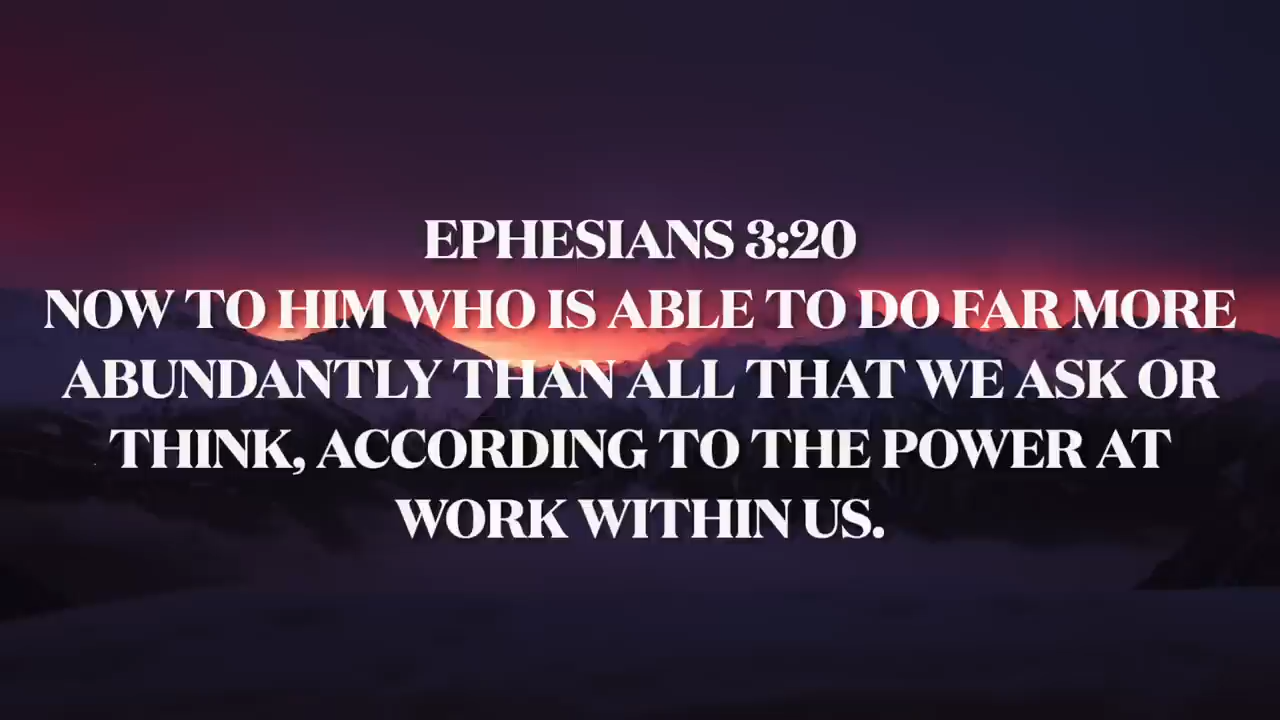 EPHESIANS 3:20
NOW TO HIM WHO IS ABLE TO DO FAR MORE
ABUNDANTLY THAN ALL THAT WE ASK OR
THINK, ACCORDING TO THE POWER AT
WORK WITHIN US.